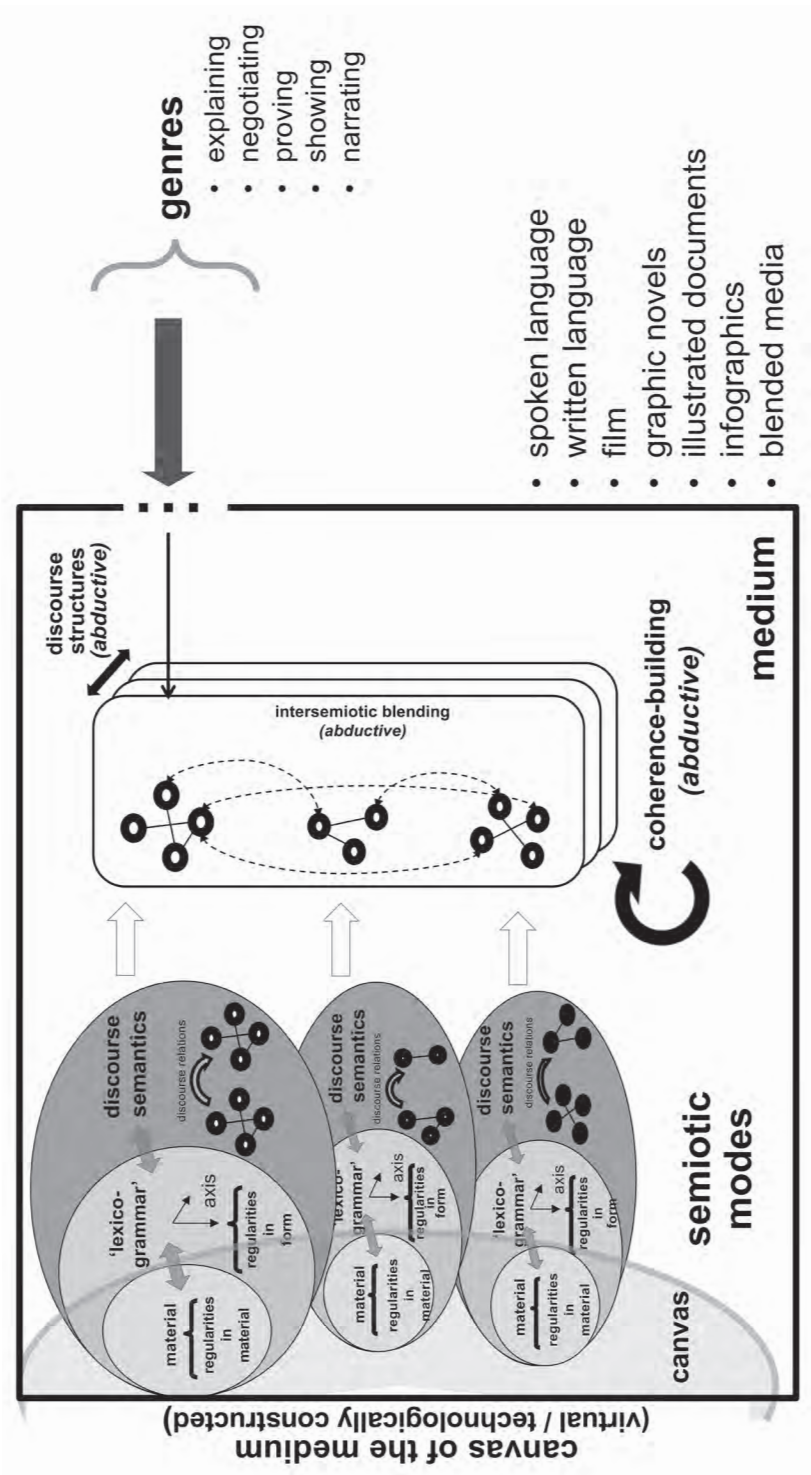 canvas of the medium
(virtual / technologically constructed)
canvas
material
regularities
in
material
'lexico-
grammar'
axis
regularities
in
form
discourse
semantics
discourse relations
material
regularities
in
material
'lexico-
grammar'
axis
regularities
in
form
discourse
semantics
discourse relations
material
regularities
in
material
'lexico-
grammar'
axis
regularities
in
form
discourse
semantics
discourse relations
semiotic
modes
intersemiotic blending
(abductive)
discourse
structures
(abductive)
coherence-building
(abductive)
medium
genres
• explaining
• negotiating
• proving
• showing
• narrating
• spoken language
• written language
• film
• graphic novels
• illustrated documents
• infographics
• blended media